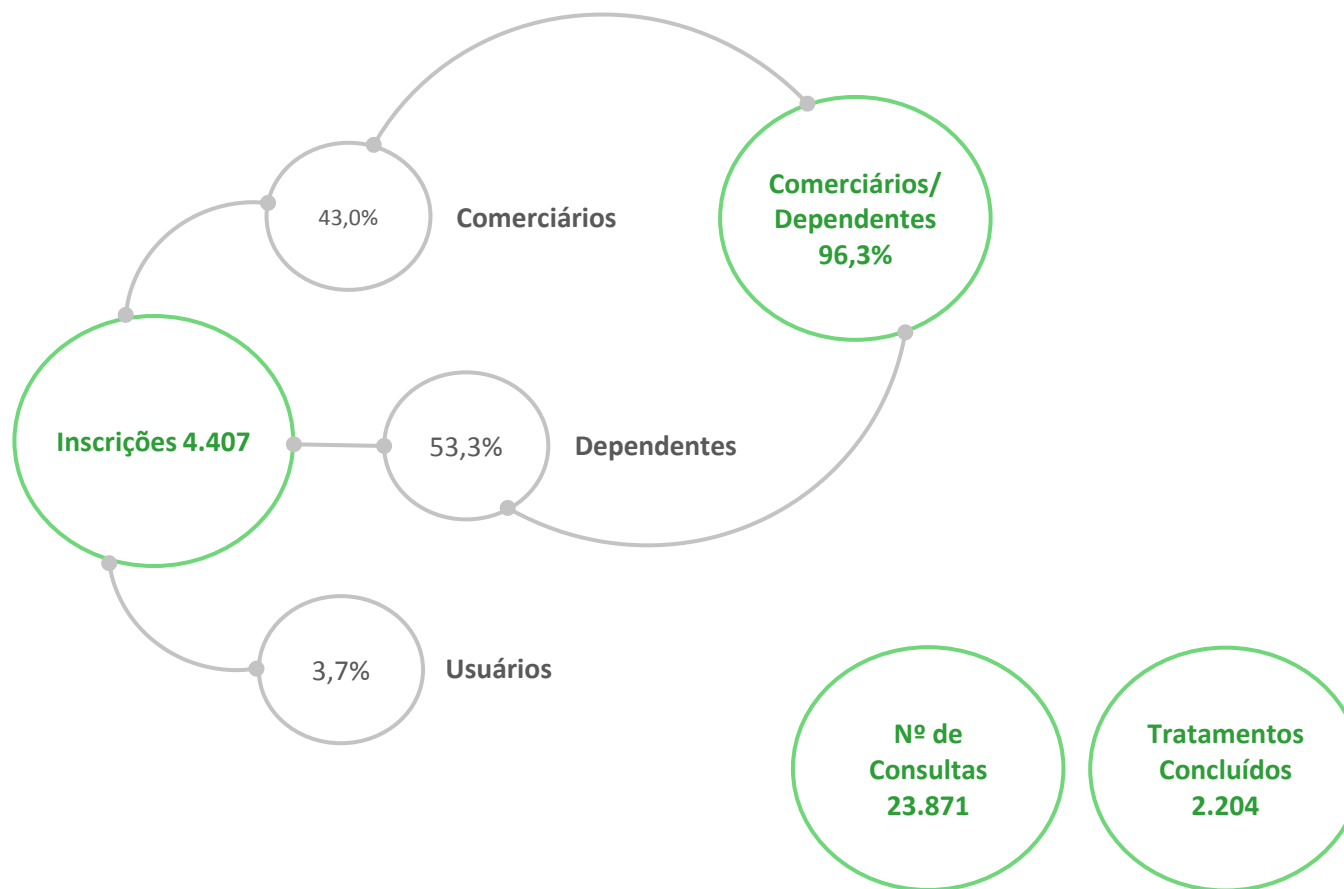 Comerciários/
Dependentes
96,3%
43,0%
Comerciários
Inscrições 4.407
53,3%
Dependentes
3,7%
Usuários
Nº de
Consultas
23.871
Tratamentos
Concluídos
2.204